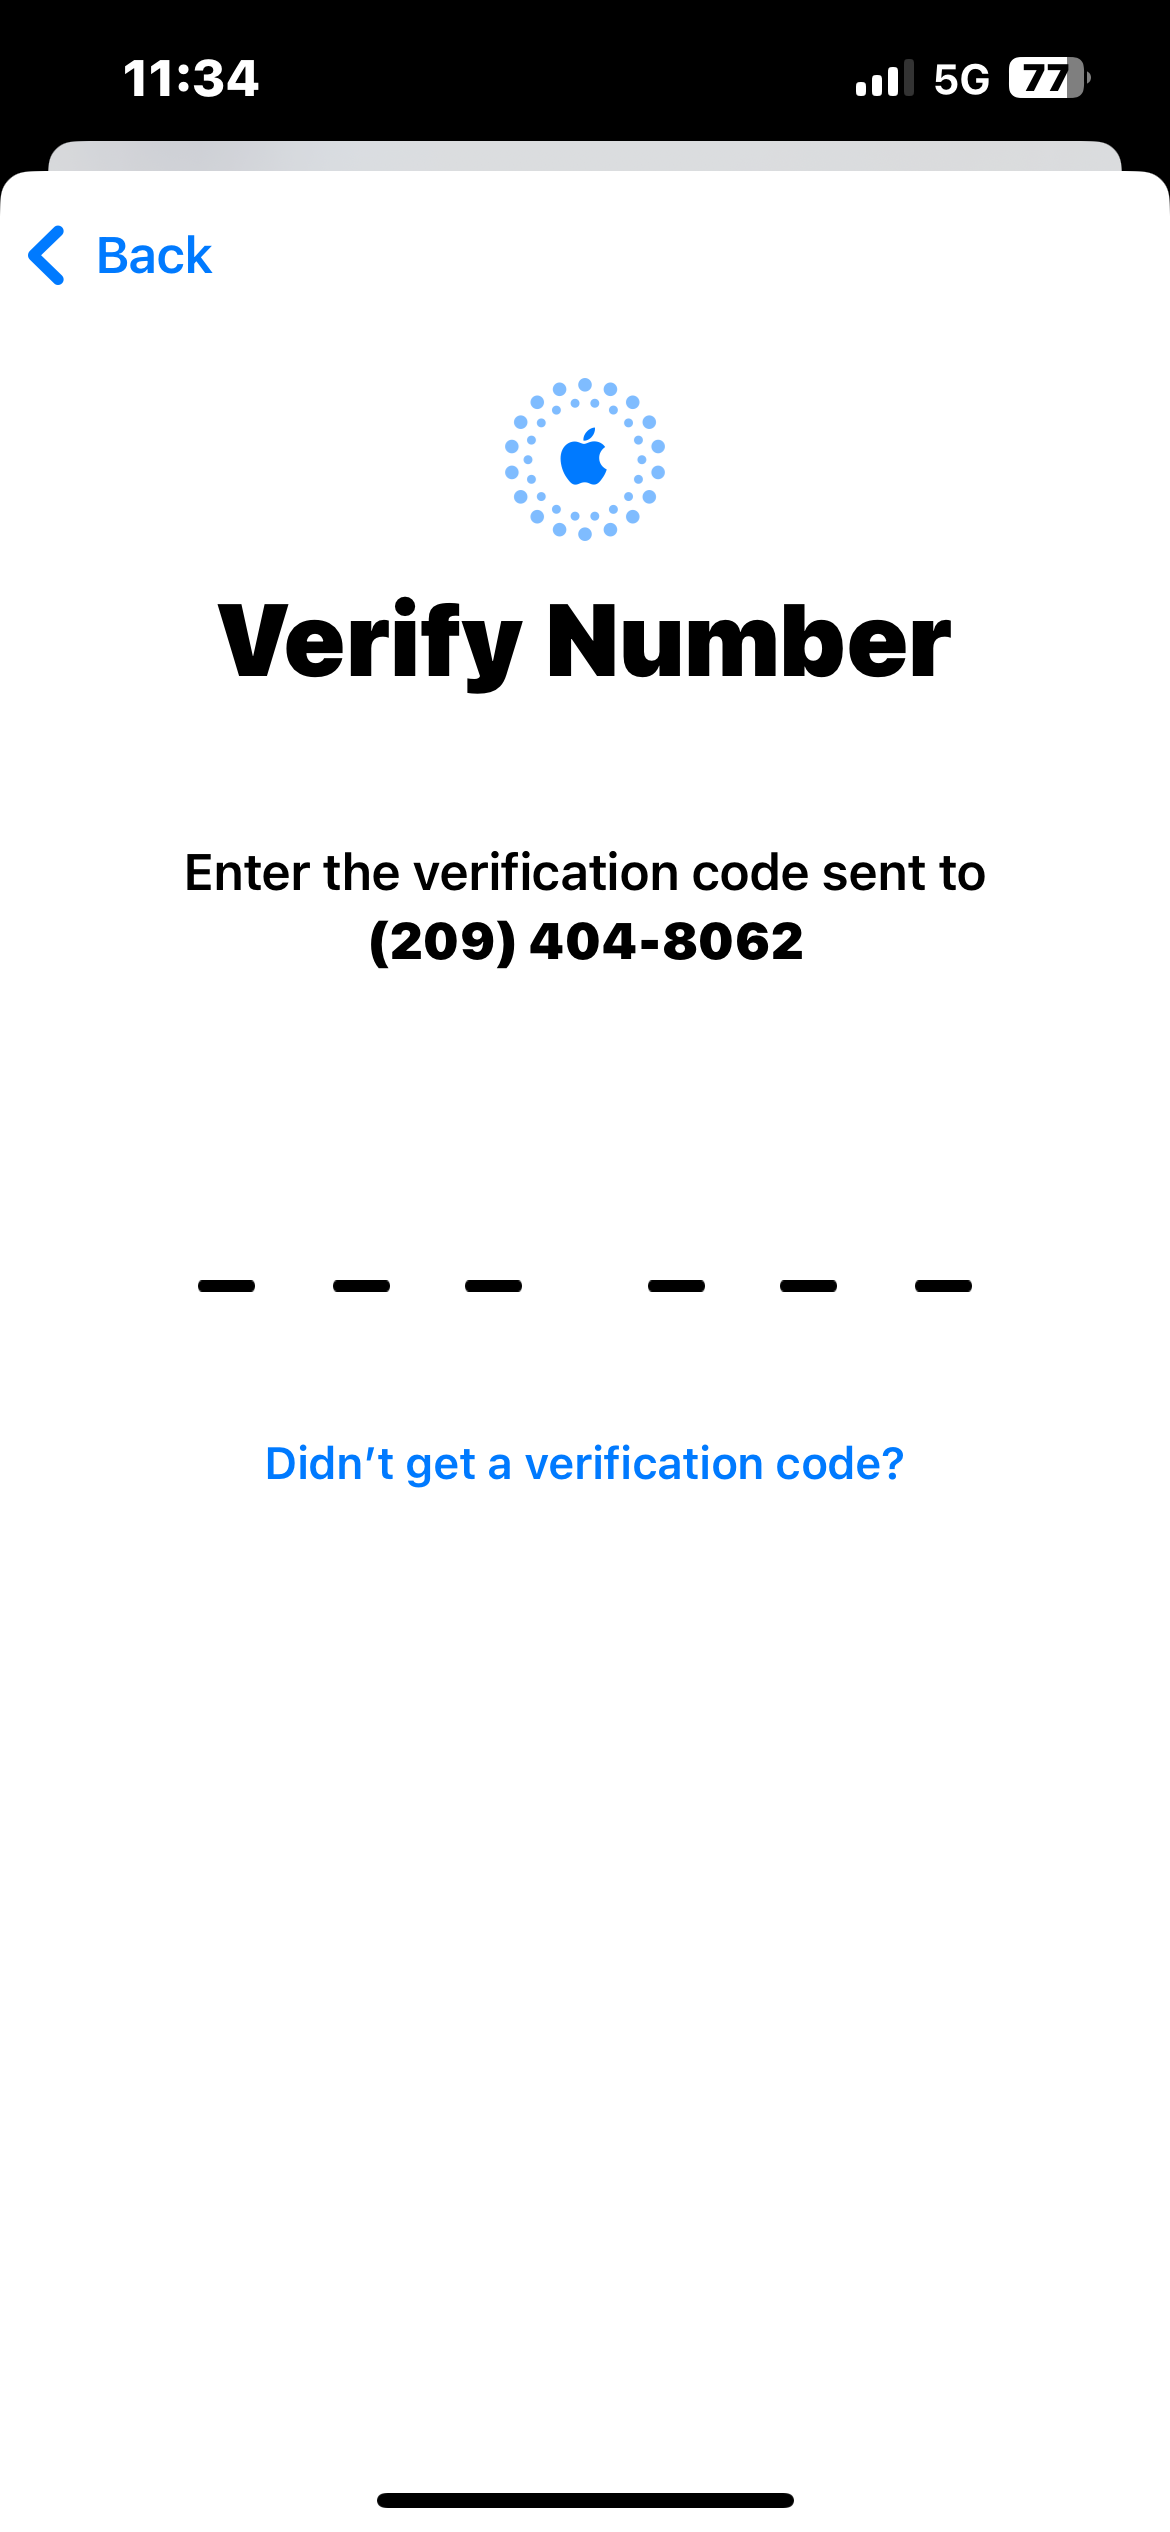 11:34
5G
77
Back
Verify Number
Enter the verification code sent to
(209) 404-8062
Didn’t get a verification code?